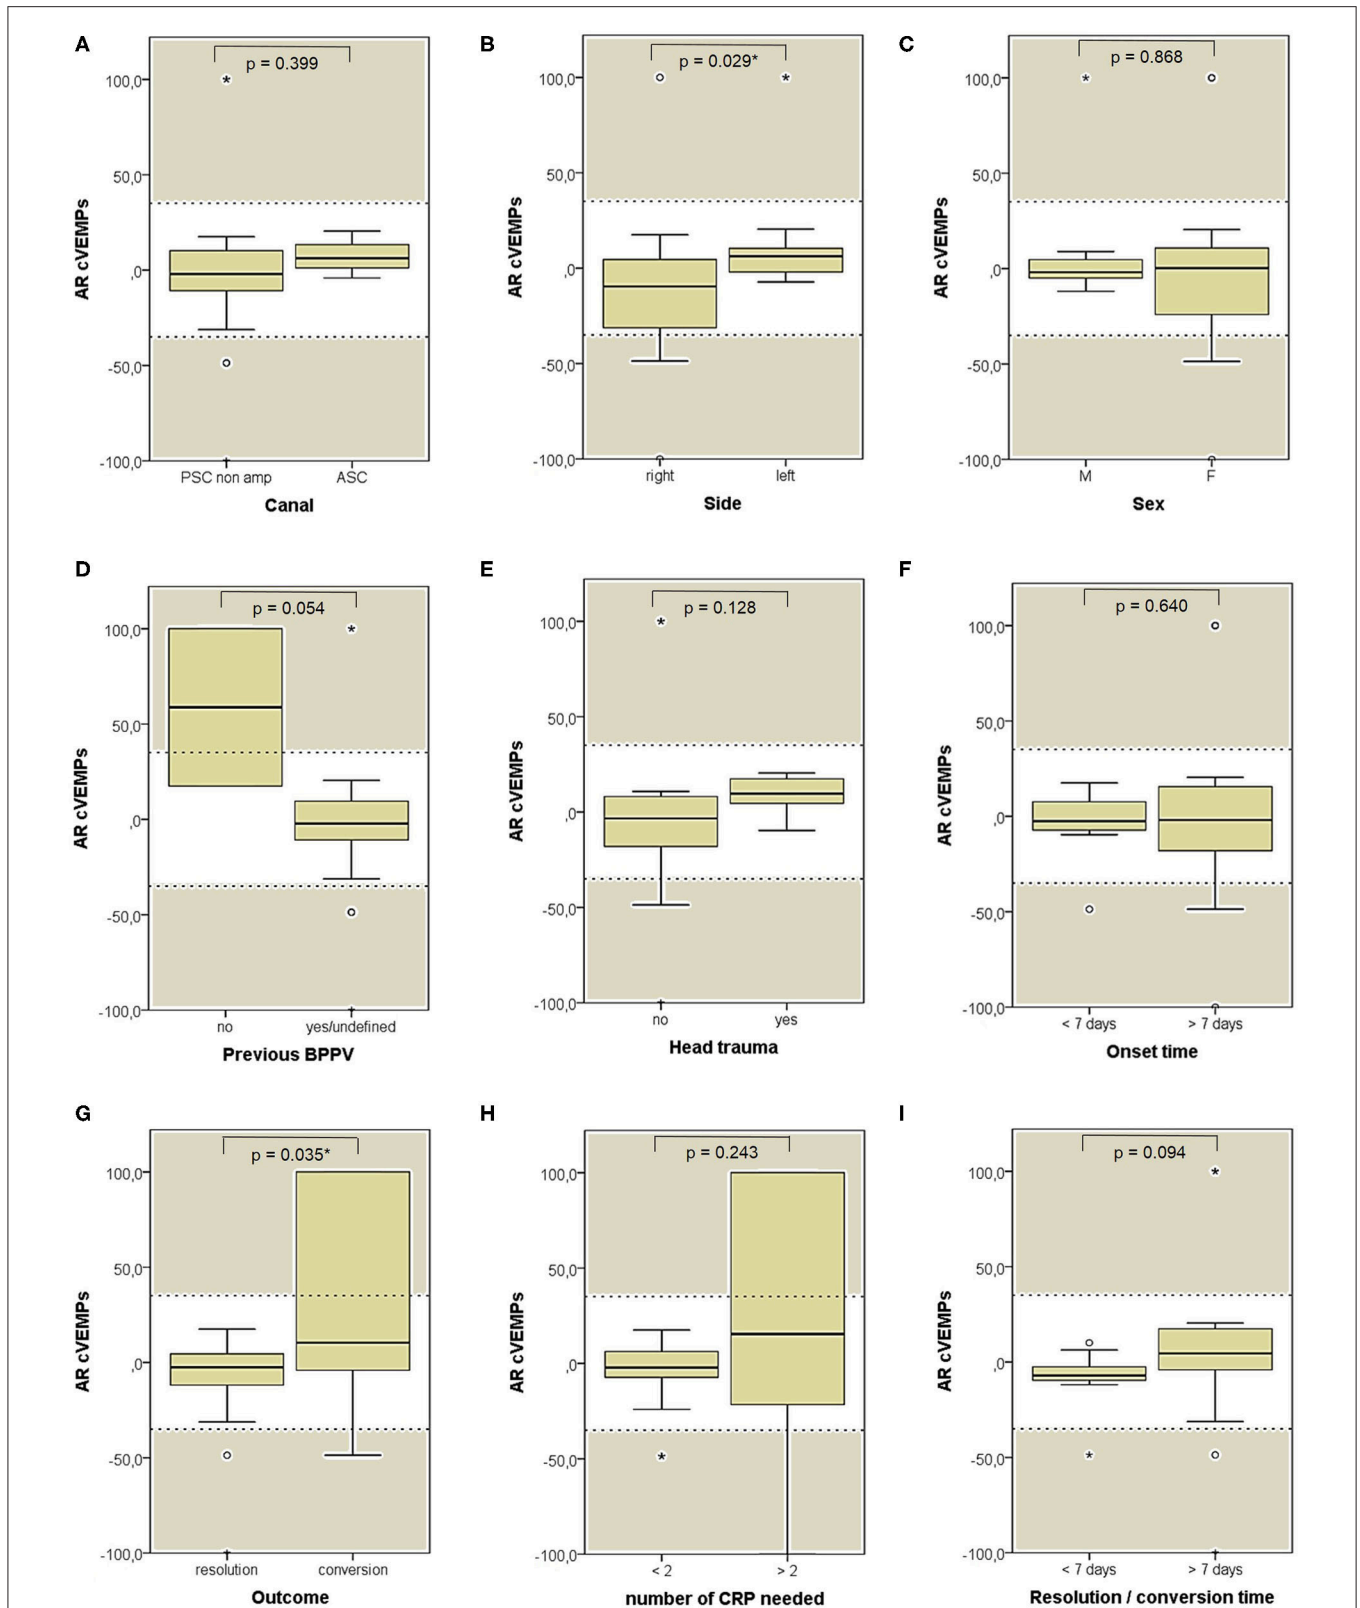 A
p = 0.399
100,0
50,0
,0
-50,0
-100,0
AR cVEMPs
PSC non amp
ASC
Canal
B
p = 0.029*
100,0
50,0
,0
-50,0
-100,0
AR cVEMPs
right
left
Side
C
p = 0.868
100,0
50,0
,0
-50,0
-100,0
AR cVEMPs
M
F
Sex
D
p = 0.054
100,0
50,0
,0
-50,0
-100,0
AR cVEMPs
no
yes/undefined
Previous BPPV
E
p = 0.128
100,0
50,0
,0
-50,0
-100,0
AR cVEMPs
no
yes
Head trauma
F
p = 0.640
100,0
50,0
,0
-50,0
-100,0
AR cVEMPs
< 7 days
> 7 days
Onset time
G
p = 0.035*
100,0
50,0
,0
-50,0
-100,0
AR cVEMPs
resolution
conversion
Outcome
H
p = 0.243
100,0
50,0
,0
-50,0
-100,0
AR cVEMPs
< 2
> 2
number of CRP needed
I
p = 0.094
100,0
50,0
,0
-50,0
-100,0
AR cVEMPs
< 7 days
> 7 days
Resolution / conversion time